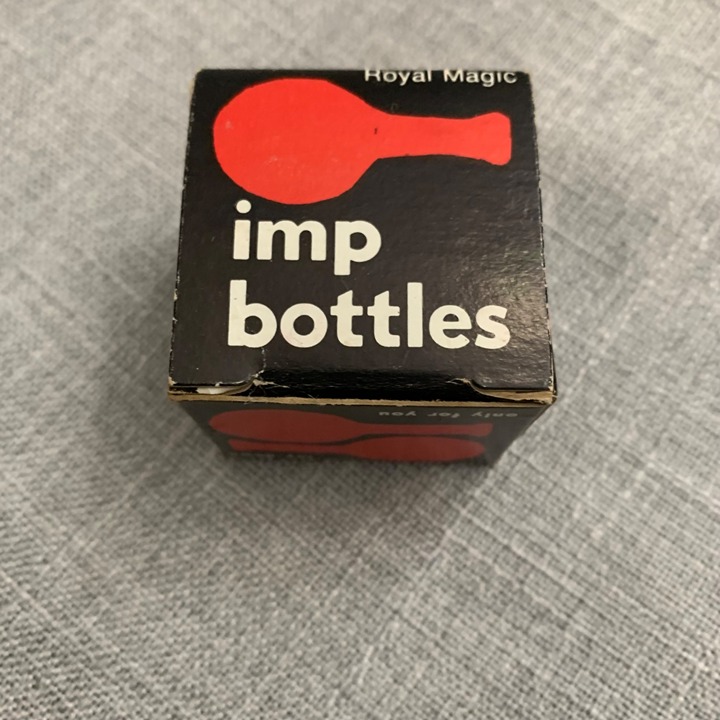 Royal Magic
imp
bottles
only for you